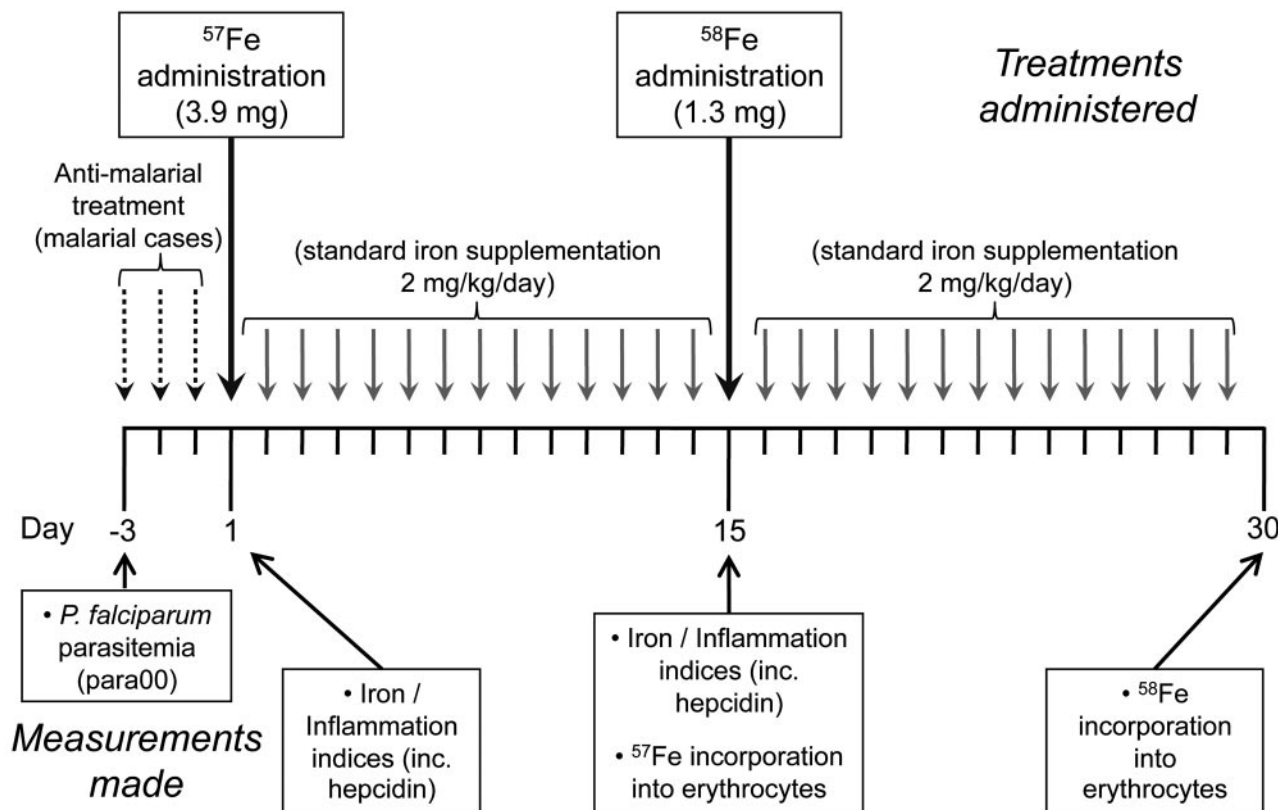 ⁵⁷Fe
administration
(3.9 mg)
⁵⁸Fe
administration
(1.3 mg)
Treatments
administered
Anti-malarial
treatment
(malarial cases)
(standard iron supplementation
2 mg/kg/day)
(standard iron supplementation
2 mg/kg/day)
Day
-3
1
15
30
• P. falciparum
parasitemia
(para00)
• Iron /
Inflammation
indices (inc.
hepcidin)
• Iron / Inflammation
indices (inc.
hepcidin)
• ⁵⁷Fe incorporation
into erythrocytes
• ⁵⁸Fe
incorporation
into
erythrocytes
Measurements
made